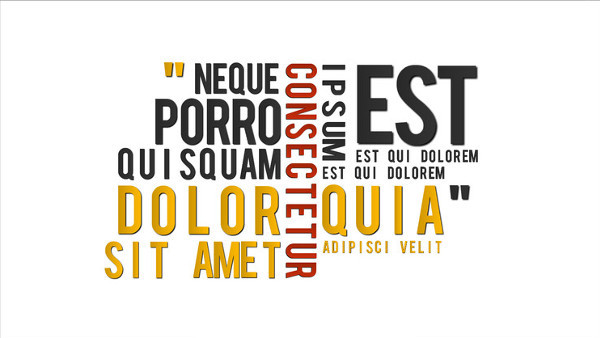 " NEQUE
PORRO
QUISQUAM
DOLOR
SIT AMET
CONSECTETUR
IPSUM
EST
EST QUI DOLOREM
EST QUI DOLOREM
QUIA"
ADIPISCI VELIT